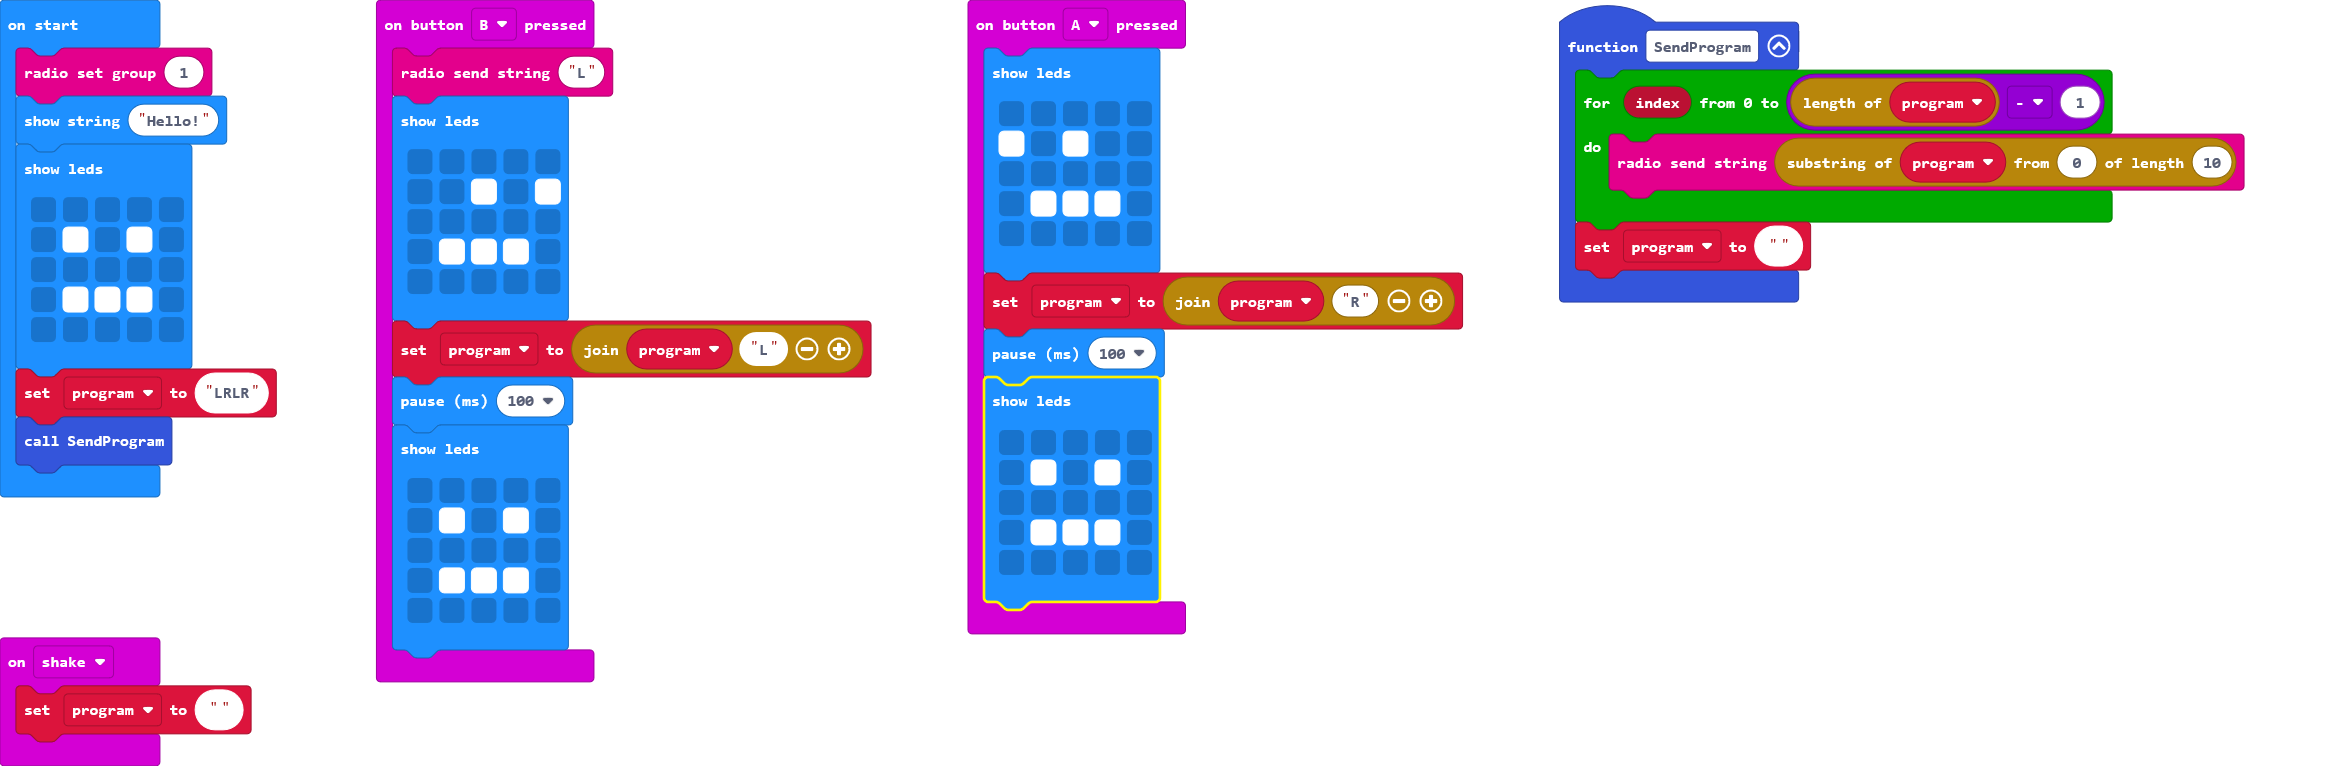 on start
radio set group 1
show string "Hello!"
show leds
set program to "LRLR"
call SendProgram
on shake
set program to ""
on button B pressed
radio send string "L"
show leds
set program to join program "L"
pause (ms) 100
show leds
on button A pressed
show leds
set program to join program "R"
pause (ms) 100
show leds
function SendProgram
for index from 0 to length of program - 1
do
radio send string substring of program from 0 of length 10
set program to ""